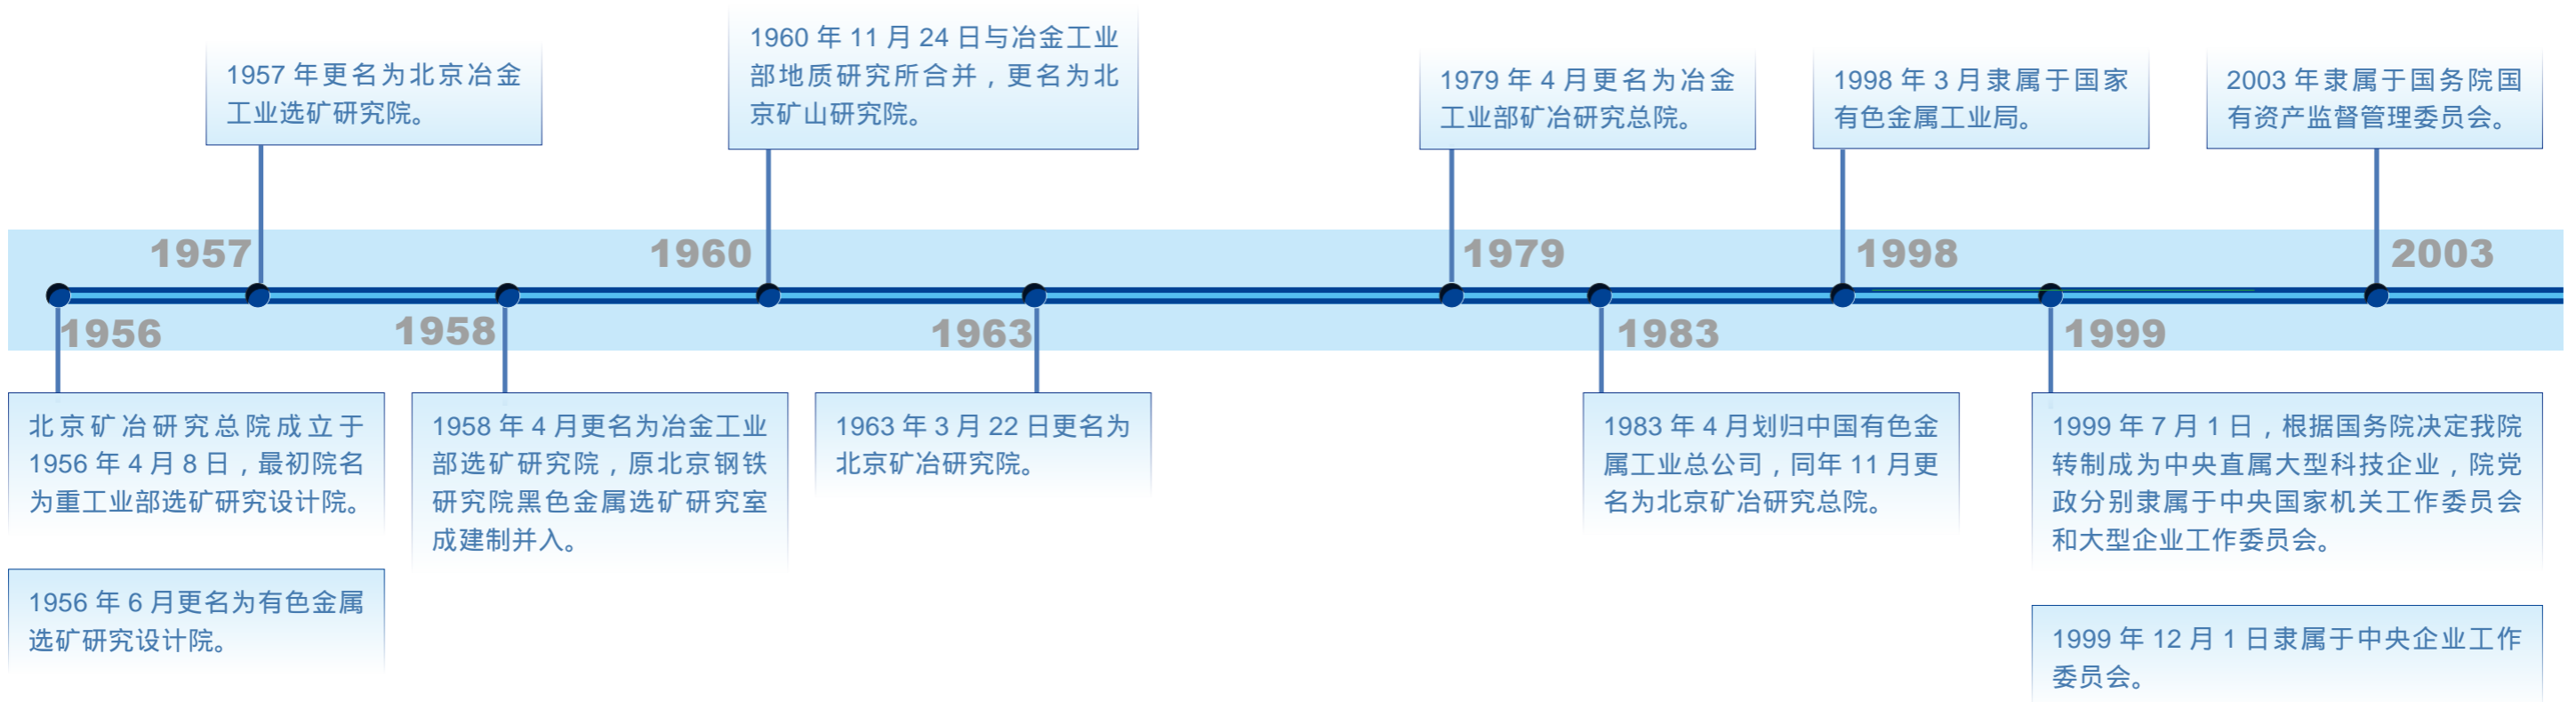 1957 年更名为北京冶金
工业选矿研究院。
1960 年 11 月 24 日与冶金工业
部地质研究所合并，更名为北
京矿山研究院。
1979 年 4 月更名为冶金
工业部矿冶研究总院。
1998 年 3 月隶属于国家
有色金属工业局。
2003 年隶属于国务院国
有资产监督管理委员会。
1957
1960
1979
1998
2003
1956
1958
1963
1983
1999
北京矿冶研究总院成立于
1956 年 4 月 8 日，最初院名
为重工业部选矿研究设计院。
1956 年 6 月更名为有色金属
选矿研究设计院。
1958 年 4 月更名为冶金工业
部选矿研究院，原北京钢铁
研究院黑色金属选矿研究室
成建制并入。
1963 年 3 月 22 日更名为
北京矿冶研究院。
1983 年 4 月划归中国有色金
属工业总公司，同年 11 月更
名为北京矿冶研究总院。
1999 年 7 月 1 日，根据国务院决定我院
转制成为中央直属大型科技企业，院党
政分别隶属于中央国家机关工作委员会
和大型企业工作委员会。
1999 年 12 月 1 日隶属于中央企业工作
委员会。